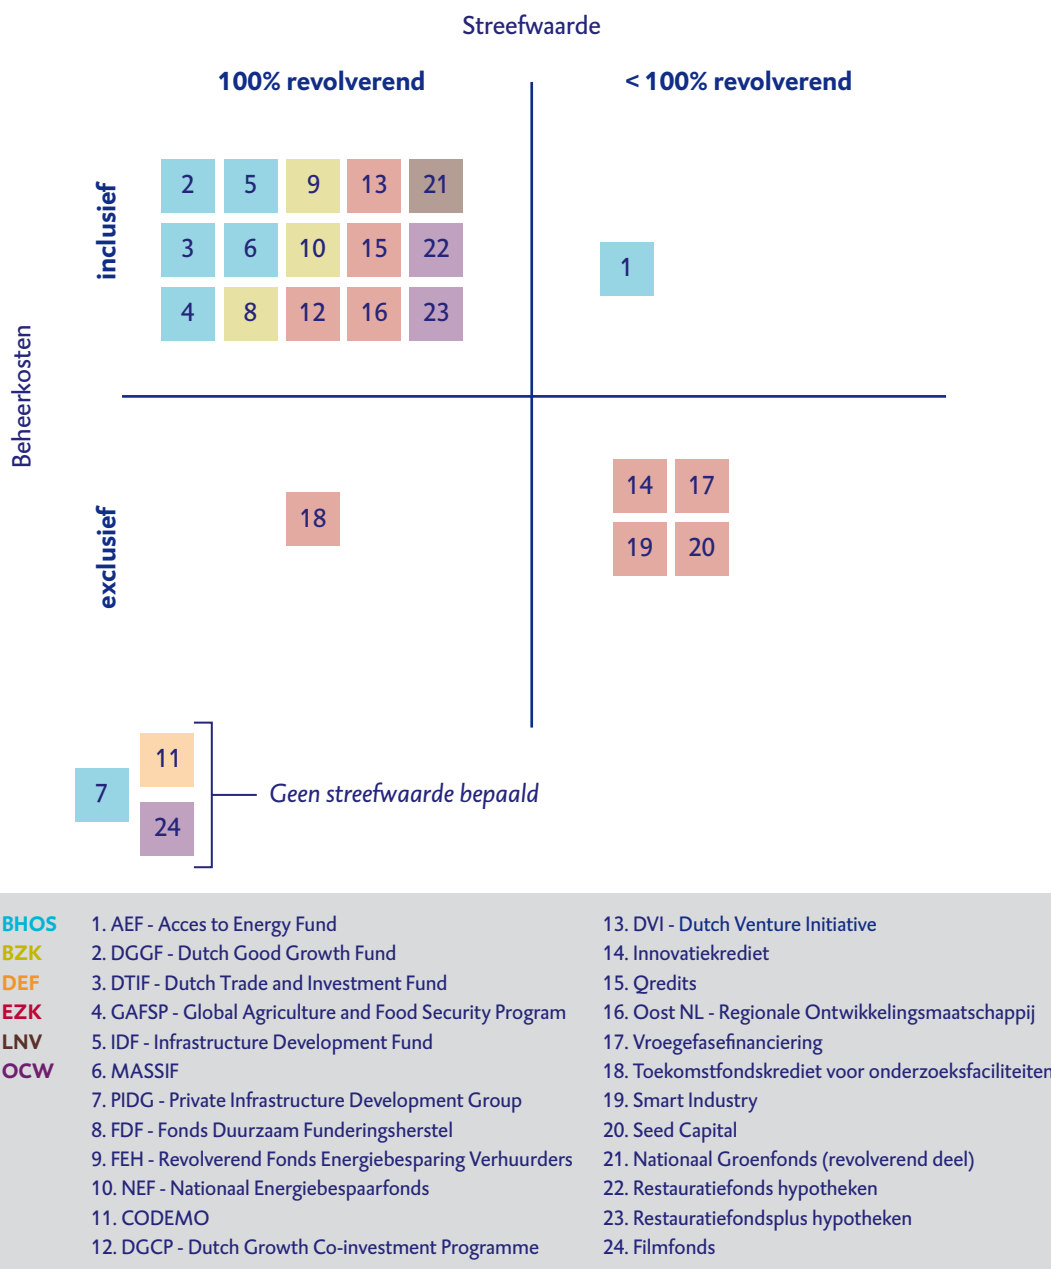 Streefwaarde
100% revolverend
< 100% revolverend
Beheerkosten
inclusief
2 5 9 13 21
3 6 10 15 22
4 8 12 16 23
1
exclusief
18
14 17
19 20
11
7
24
Geen streefwaarde bepaald
BHOS
BZK
DEF
EZK
LNV
OCW
1. AEF - Acces to Energy Fund
2. DGGF - Dutch Good Growth Fund
3. DTIF - Dutch Trade and Investment Fund
4. GAFSP - Global Agriculture and Food Security Program
5. IDF - Infrastructure Development Fund
6. MASSIF
7. PIDG - Private Infrastructure Development Group
8. FDF - Fonds Duurzaam Funderingsherstel
9. FEH - Revolverend Fonds Energiebesparing Verhuurders
10. NEF - Nationaal Energiebespaarfonds
11. CODEMO
12. DGCP - Dutch Growth Co-investment Programme
13. DVI - Dutch Venture Initiative
14. Innovatiekrediet
15. Qredits
16. Oost NL - Regionale Ontwikkelingsmaatschappij
17. Vroegefasefinanciering
18. Toekomstfondskrediet voor onderzoeksfaciliteiten
19. Smart Industry
20. Seed Capital
21. Nationaal Groenfonds (revolverend deel)
22. Restauratiefonds hypotheken
23. Restauratiefondsplus hypotheken
24. Filmfonds